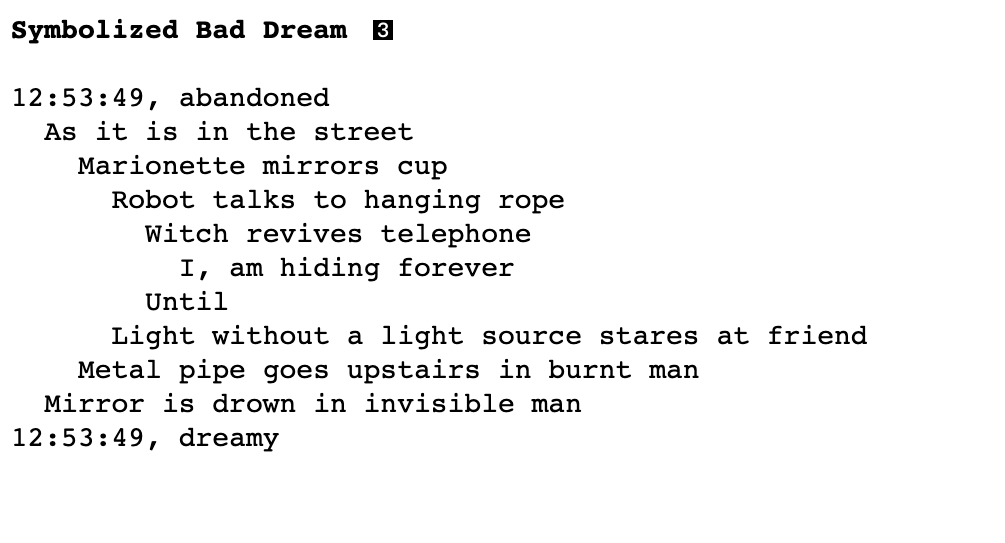 Symbolized Bad Dream 3
12:53:49, abandoned
As it is in the street
Marionette mirrors cup
Robot talks to hanging rope
Witch revives telephone
I, am hiding forever
Until
Light without a light source stares at friend
Metal pipe goes upstairs in burnt man
Mirror is drown in invisible man
12:53:49, dreamy